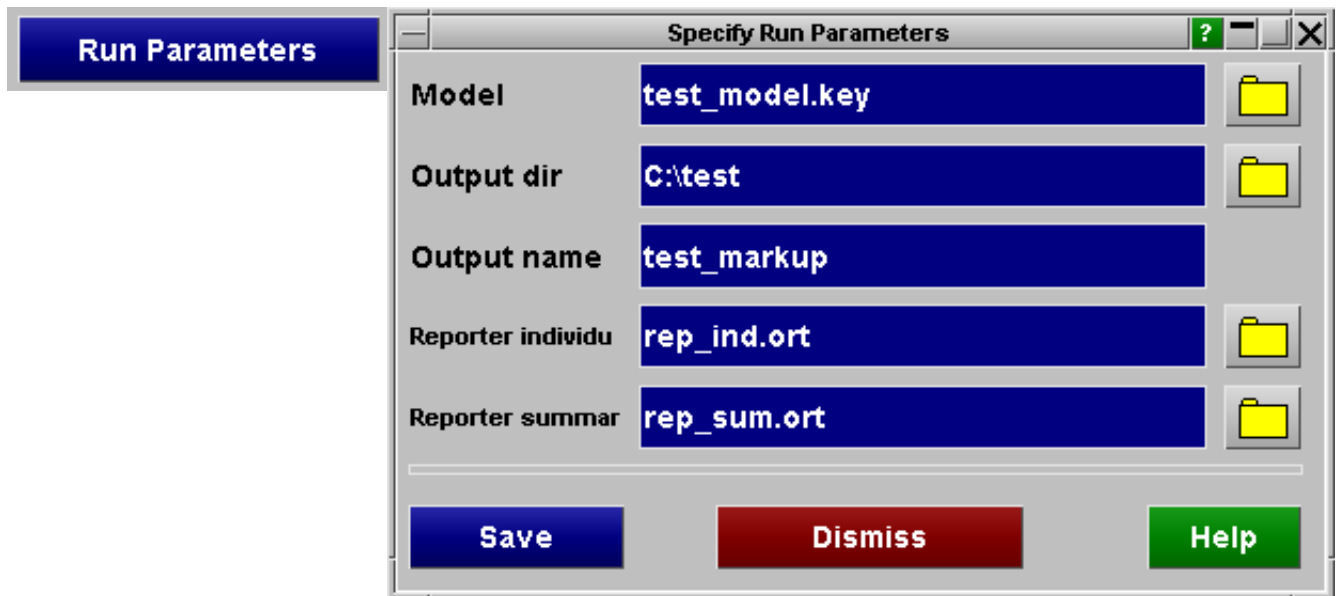 Run Parameters
Specify Run Parameters ?
Model test_model.key
Output dir C:\test
Output name test_markup
Reporter individu rep_ind.ort
Reporter summar rep_sum.ort
Save Dismiss Help